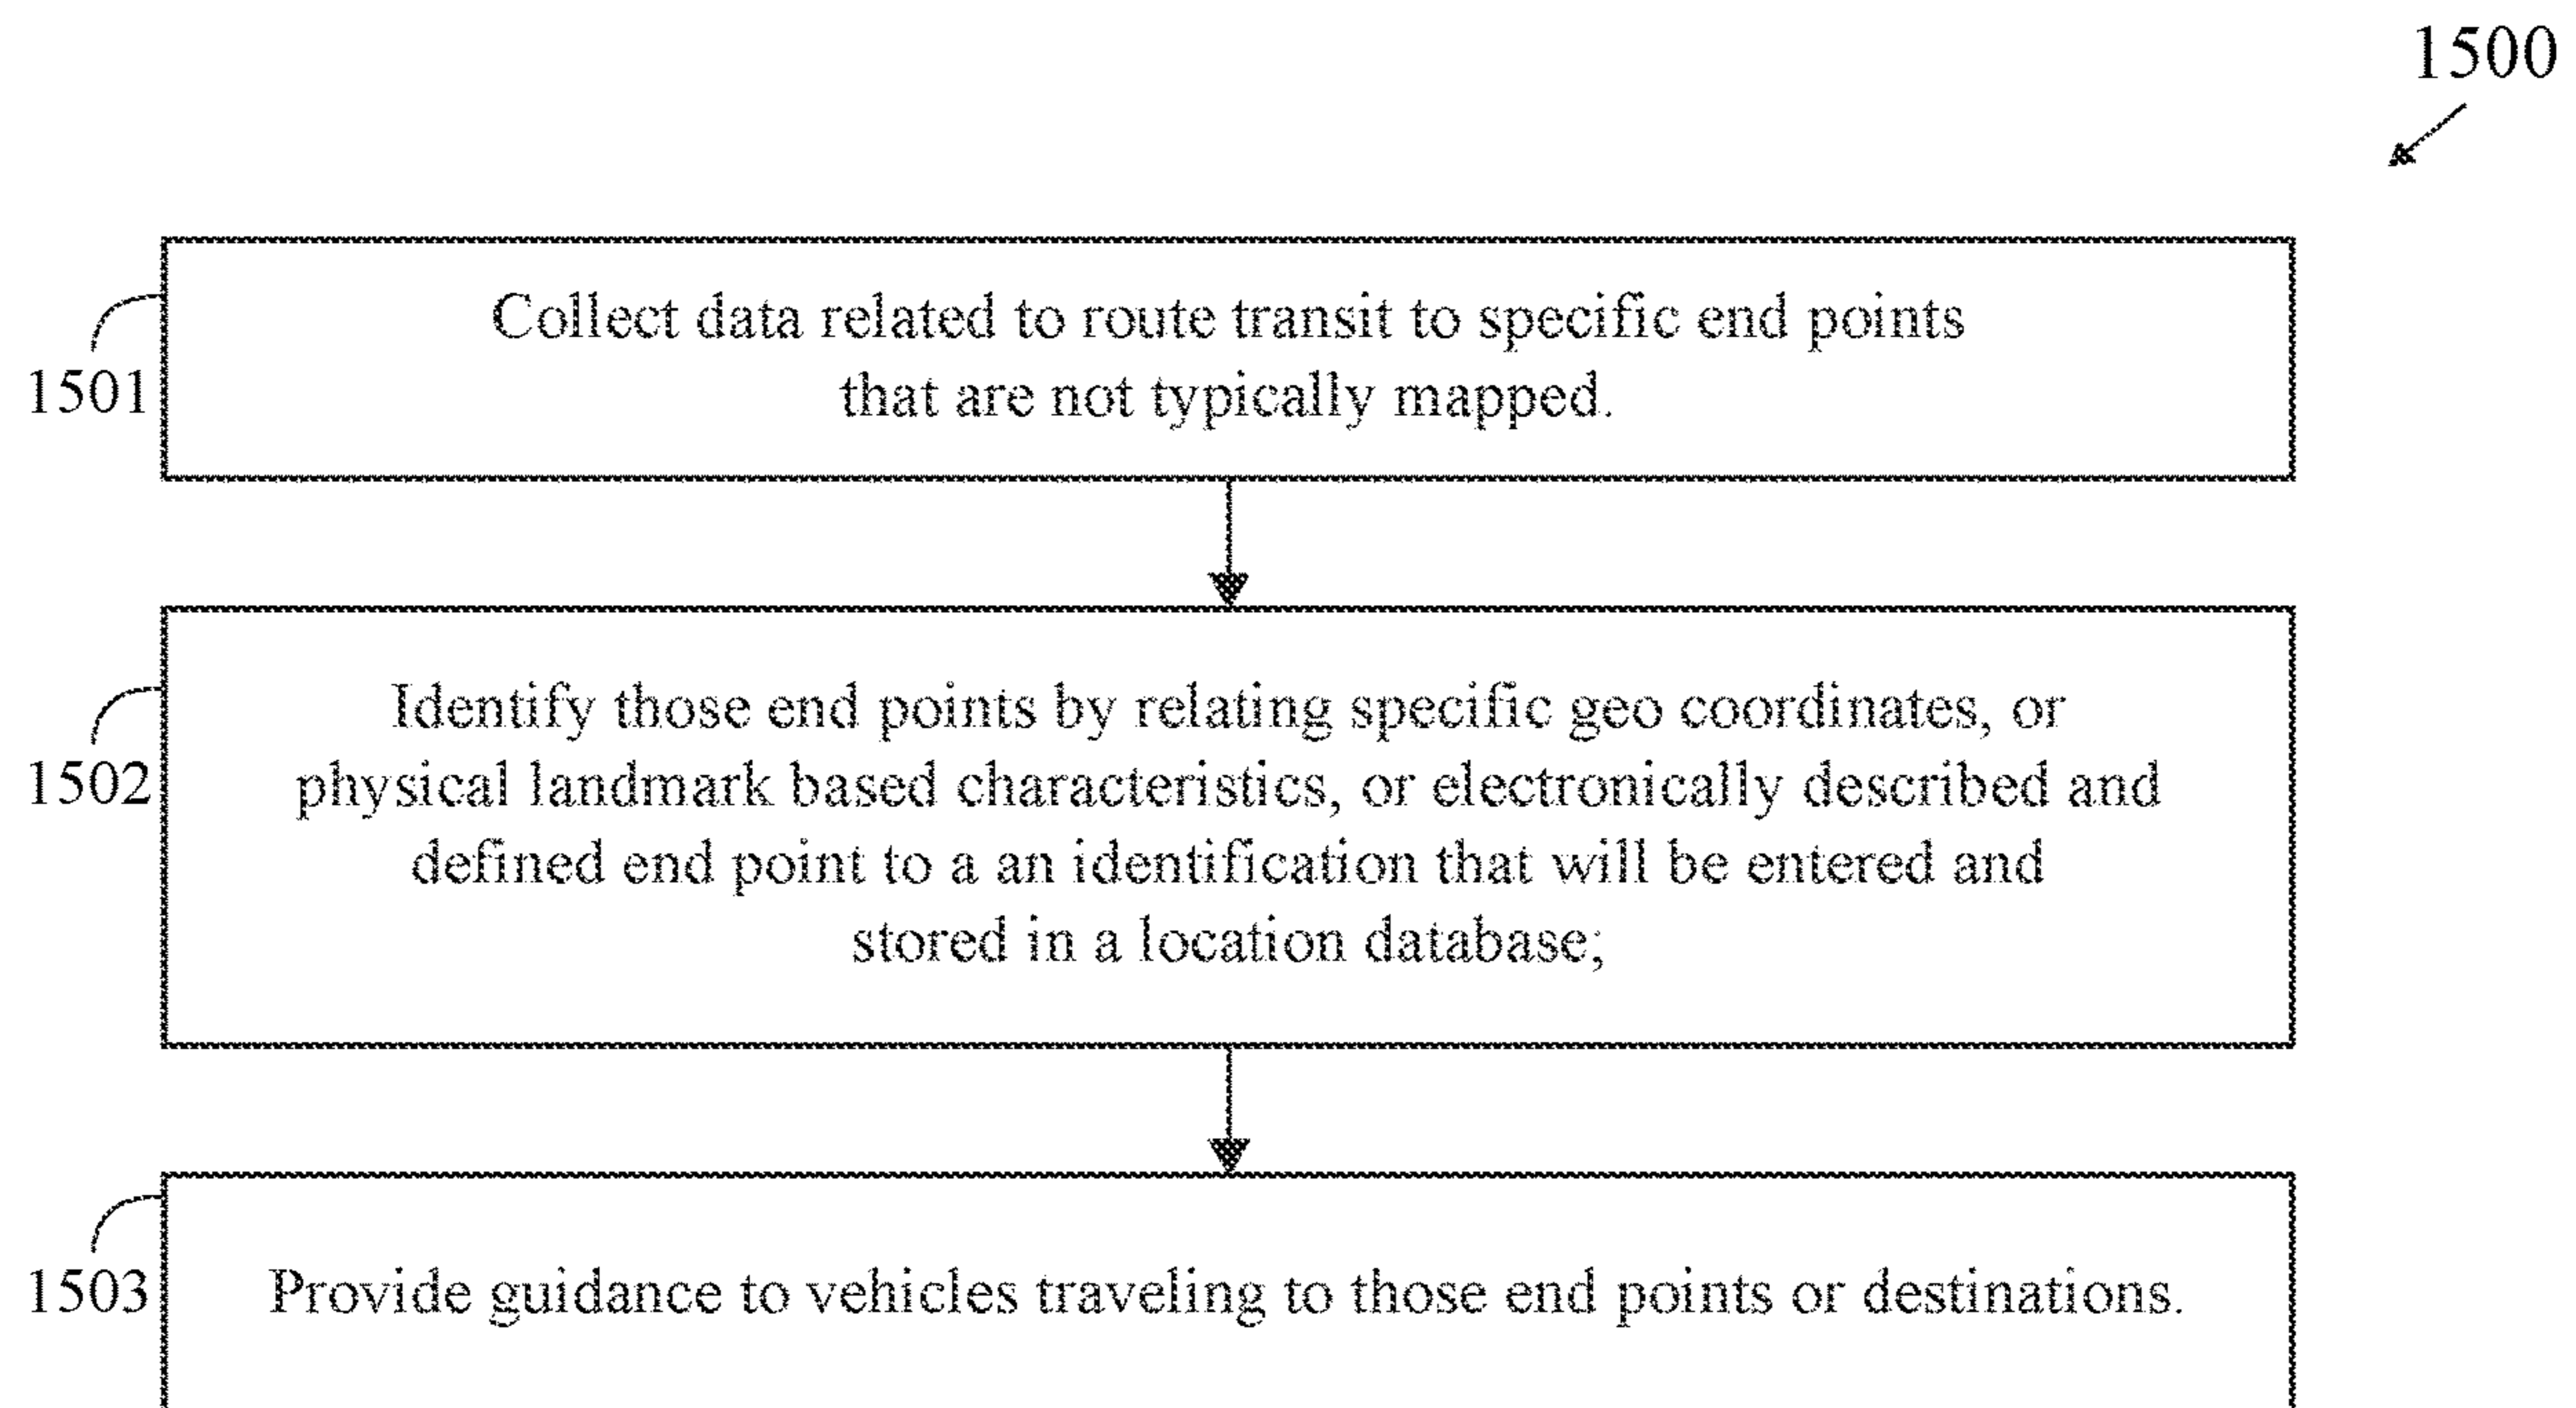 1500
Collect data related to route transit to specific end points
that are not typically mapped.
1501
Identify those end points by relating specific geo coordinates, or
physical landmark based characteristics, or electronically described and
1502
defined end point to a an identification that will be entered and
stored in a location database;
1503
Provide guidance to vehicles traveling to those end points or destinations.